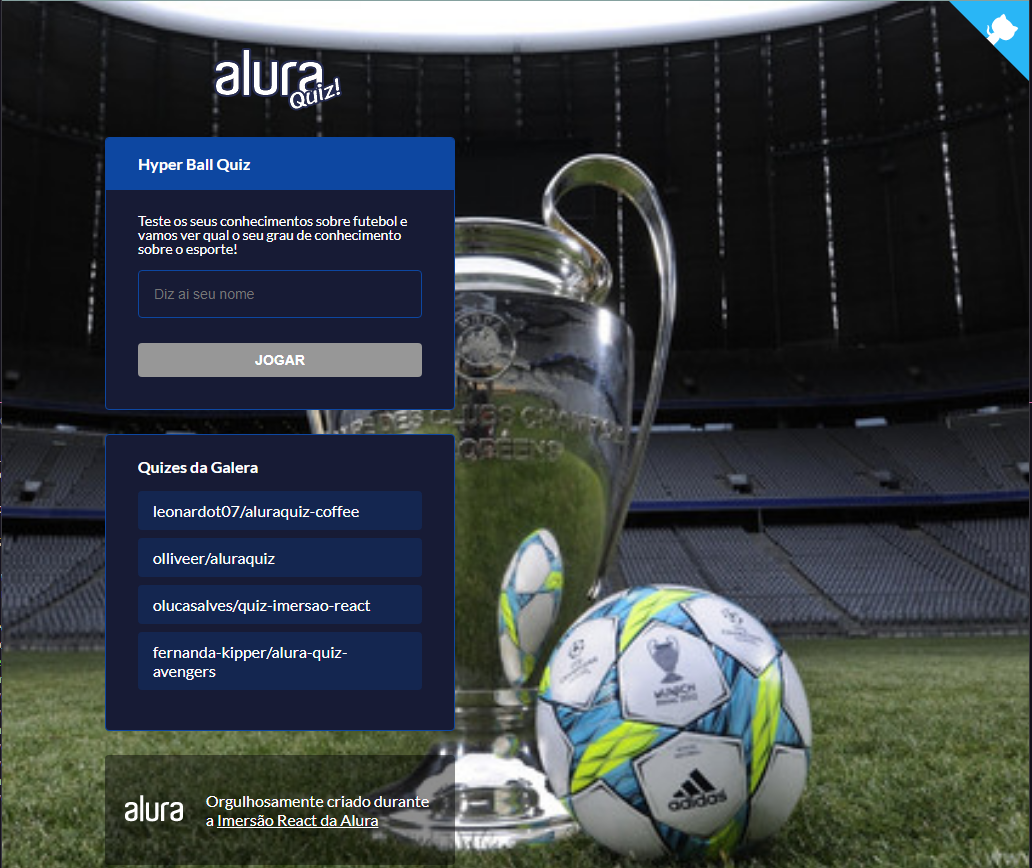 alura
Quiz!
Hyper Ball Quiz
Teste os seus conhecimentos sobre futebol e
vamos ver qual o seu grau de conhecimento
sobre o esporte!
Diz ai seu nome
JOGAR
Quizes da Galera
leonardot07/aluraquiz-coffee
olliveer/aluraquiz
olucasalves/quiz-imersao-react
fernanda-kipper/alura-quiz-
avengers
alura
Orgulhosamente criado durante
a Imersão React da Alura
MUNICH
adidas